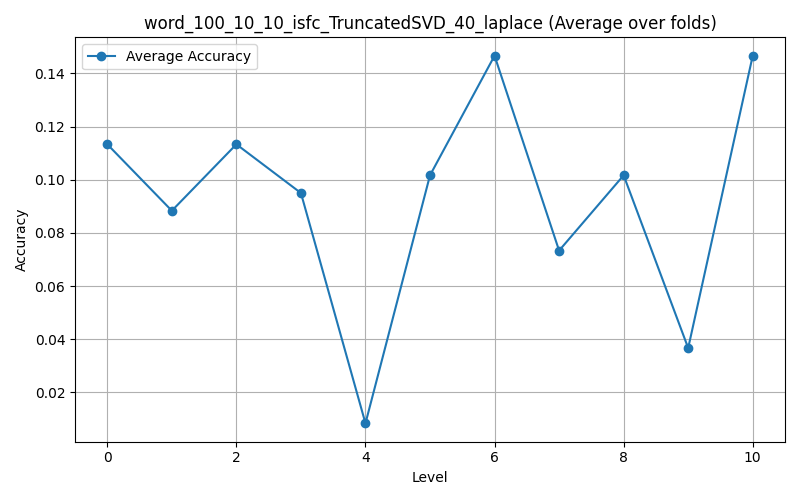 word_100_10_10_isfc_TruncatedSVD_40_laplace (Average over folds)
Average Accuracy
0.14
0.12
0.10
0.08
0.06
0.04
0.02
Accuracy
0 2 4 6 8 10
Level